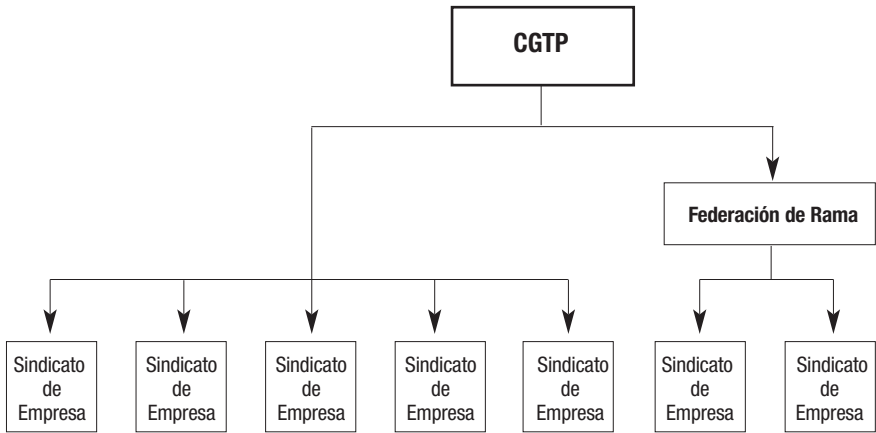 CGTP
Federación de Rama
Sindicato
de
Empresa
Sindicato
de
Empresa
Sindicato
de
Empresa
Sindicato
de
Empresa
Sindicato
de
Empresa
Sindicato
de
Empresa
Sindicato
de
Empresa